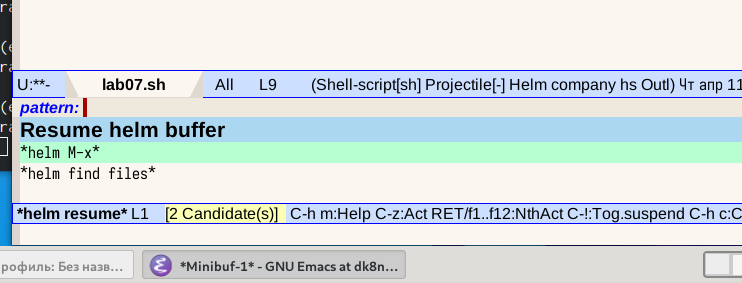 U:**- lab07.sh All L9 (Shell-script[sh] Projectile[-] Helm company hs Outl) Чт апр 11
pattern:
Resume helm buffer
*helm M-x*
*helm find files*
*helm resume* L1 [2 Candidate(s)] C-h m:Help C-z:Act RET/f1..f12:NthAct C-!:Tog.suspend C-h c:C
рофиль: Без назв... *Minibuf-1* - GNU Emacs at dk8n...